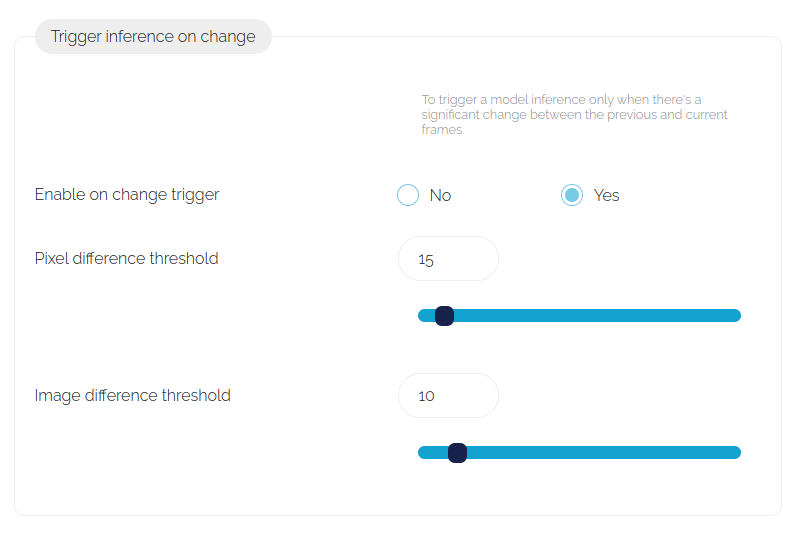 Trigger inference on change
To trigger a model inference only when there's a
significant change between the previous and current
frames.
Enable on change trigger
No
Yes
Pixel difference threshold
15
Image difference threshold
10